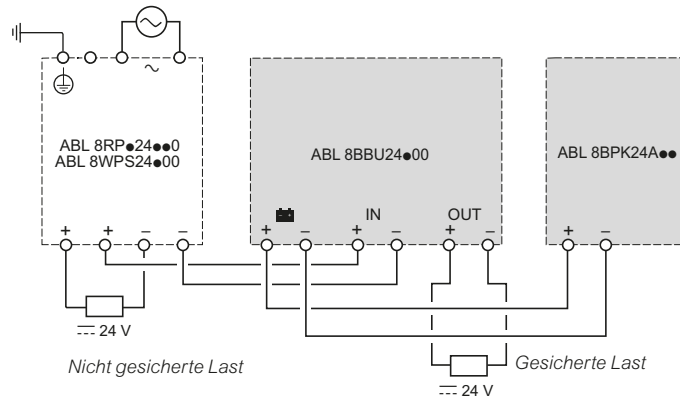 ABL 8RP●24●●0
ABL 8WPS24●00
ABL 8BBU24●00
ABL 8BPK24A●●
IN
OUT
+ + – –
+ – + – + –
+ –
24 V
Nicht gesicherte Last
Gesicherte Last
24 V